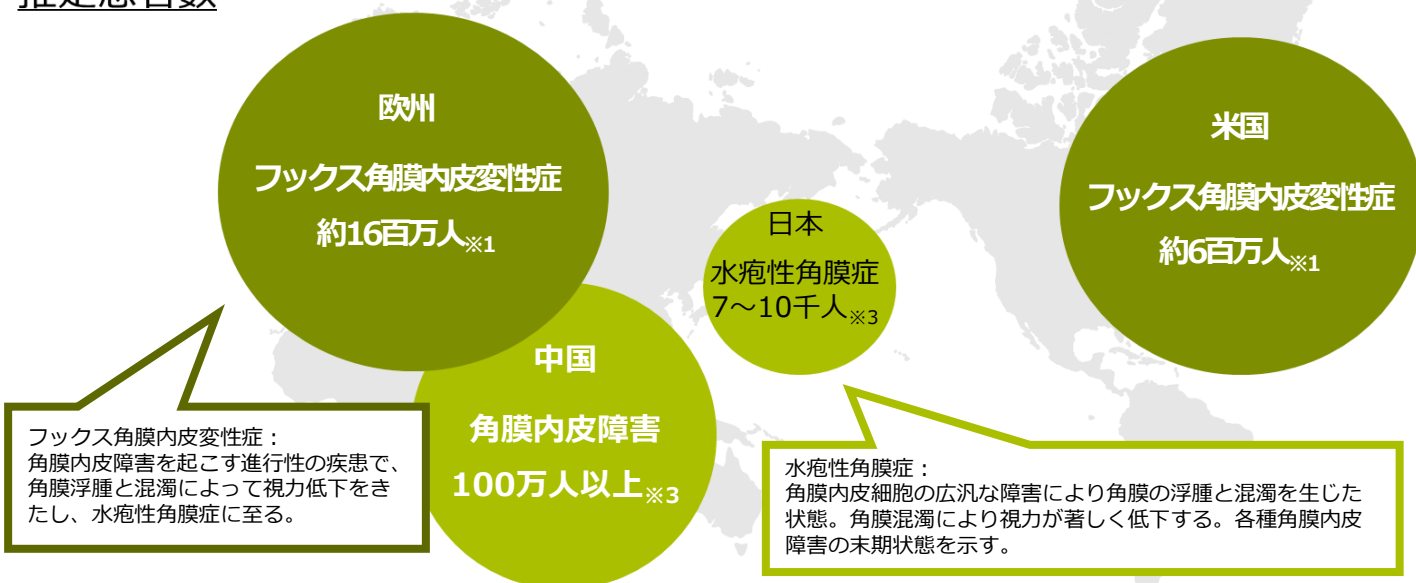 推定患者数
欧州
フックス角膜内皮変性症
約16百万人※1
米国
フックス角膜内皮変性症
約6百万人※1
日本
水疱性角膜症
7～10千人※3
中国
角膜内皮障害
100万人以上※3
フックス角膜内皮変性症：
角膜内皮障害を起こす進行性の疾患で、
角膜浮腫と混濁によって視力低下をき
たし、水疱性角膜症に至る。
水疱性角膜症：
角膜内皮細胞の広汎な障害により角膜の浮腫と混濁を生じた
状態。角膜混濁により視力が著しく低下する。各種角膜内皮
障害の末期状態を示す。